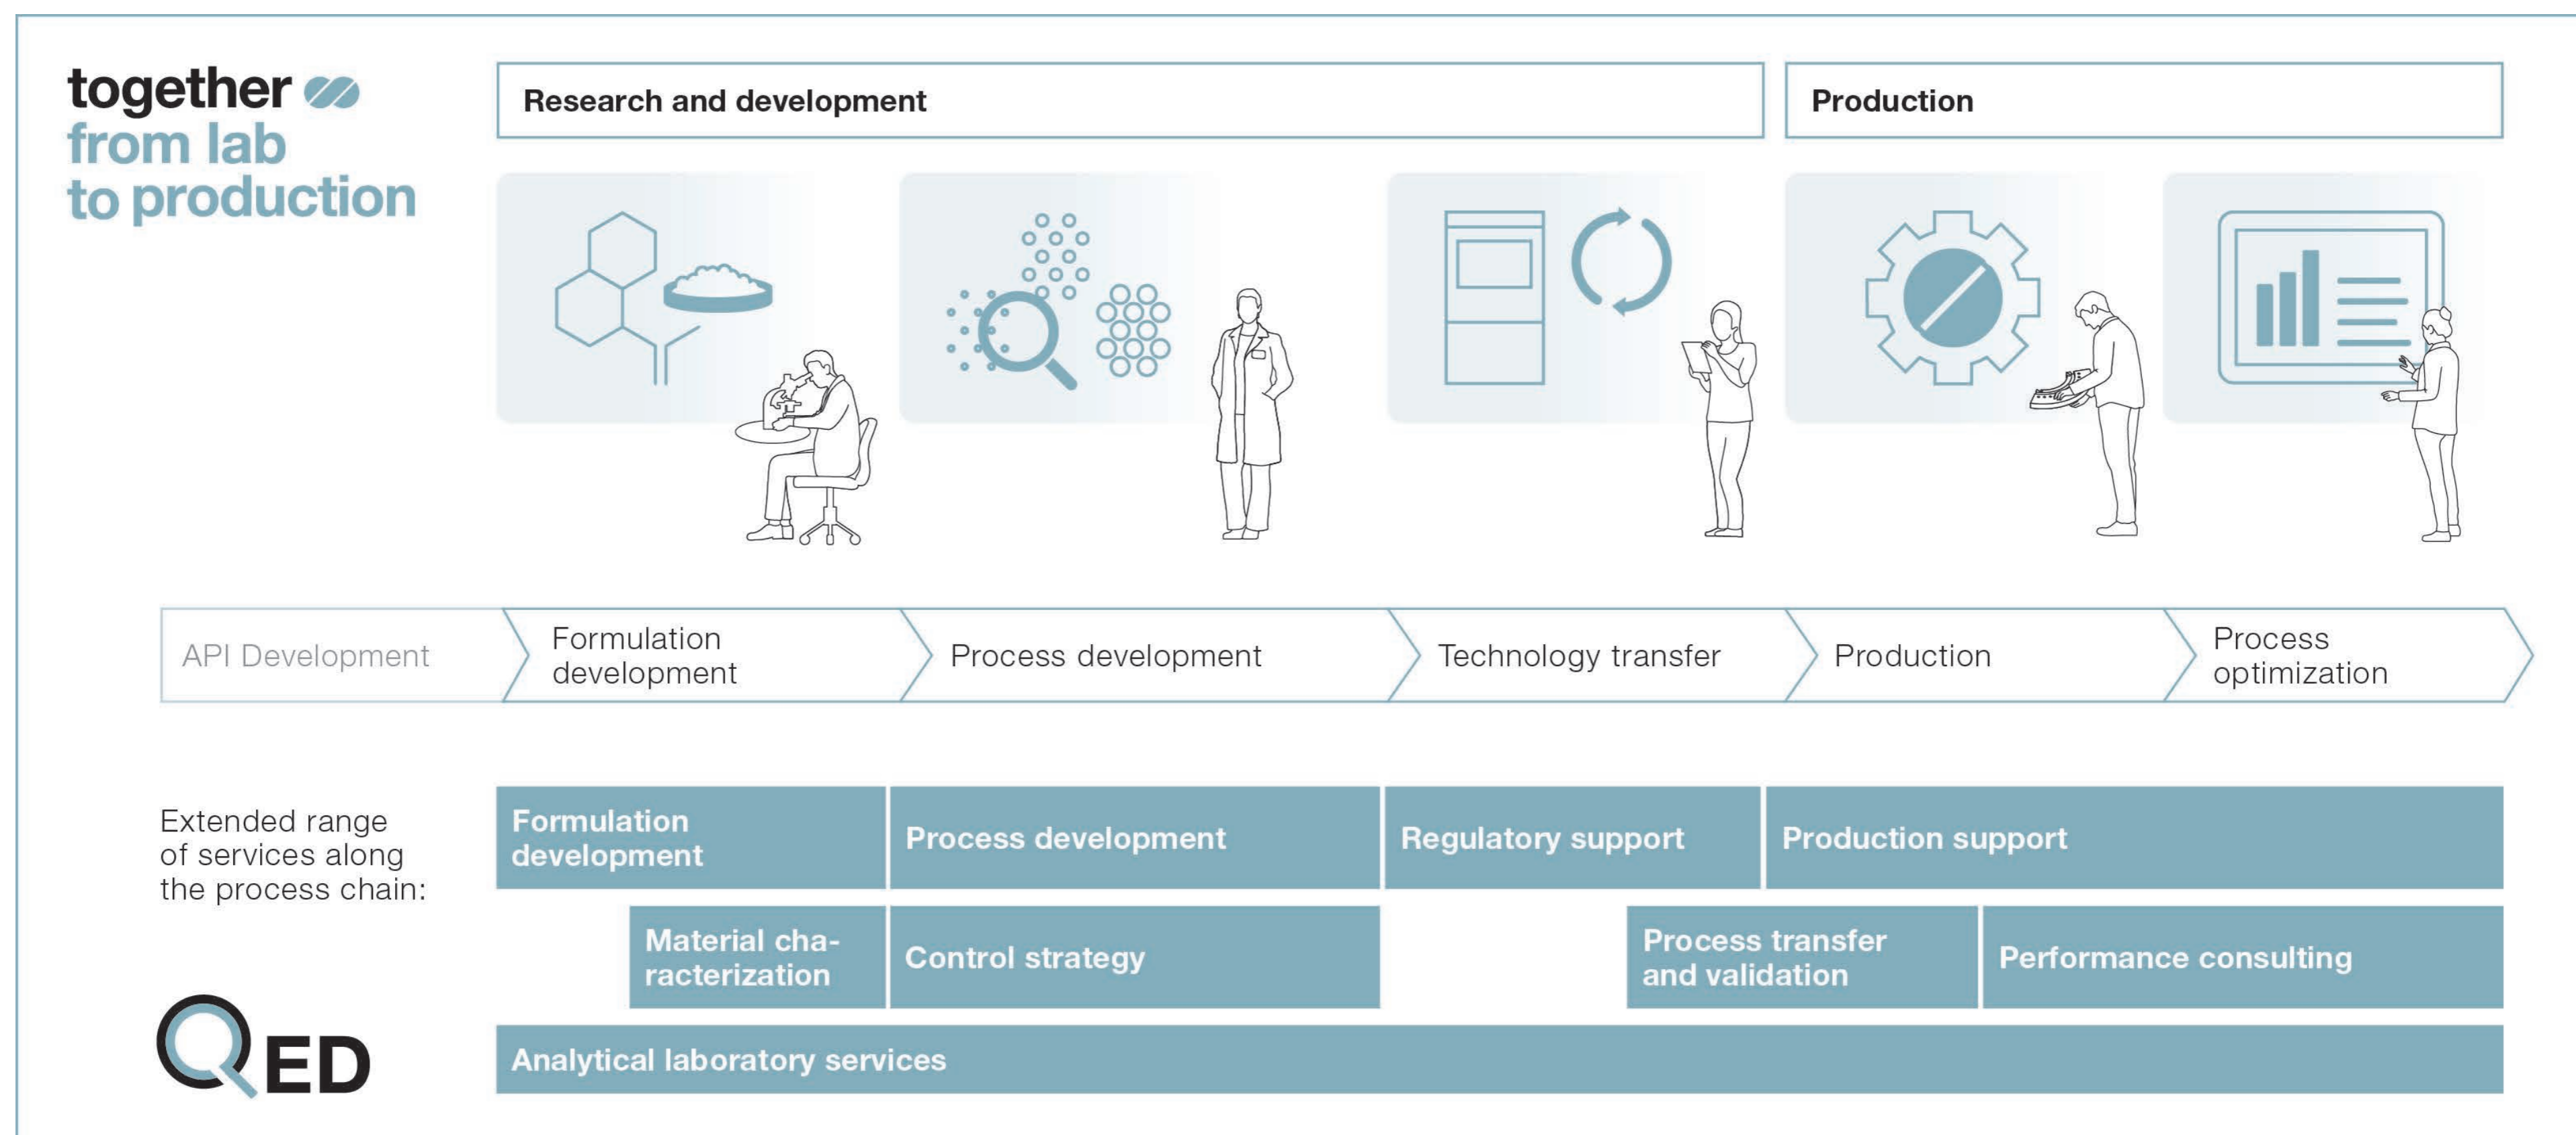 together
from lab
to production
Research and development
Production
API Development
Formulation
development
Process development
Technology transfer
Production
Process
optimization
Extended range
of services along
the process chain:
Formulation
development
Process development
Regulatory support
Production support
Material cha-
racterization
Control strategy
Process transfer
and validation
Performance consulting
Analytical laboratory services
QED